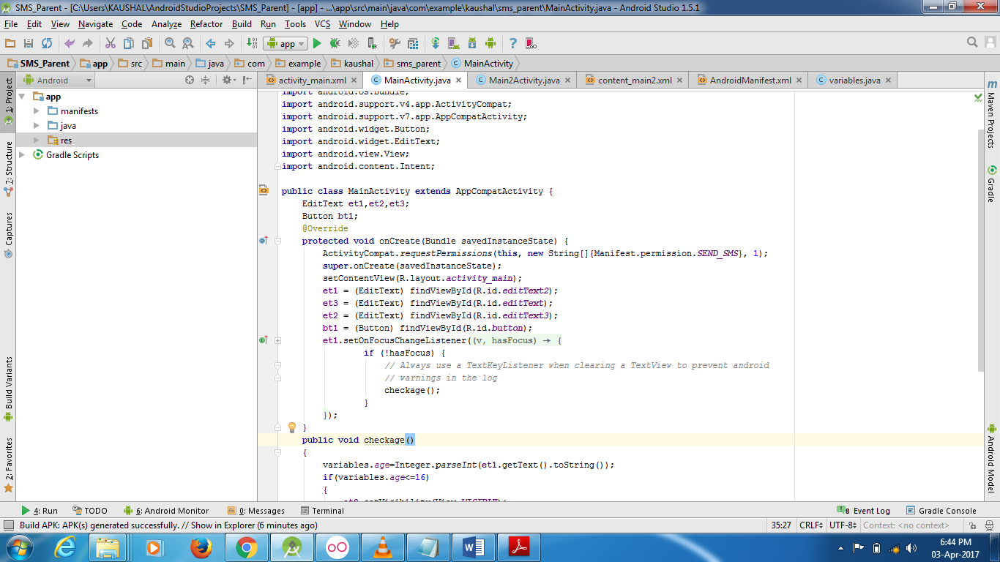 SMS_Parent - [C:\Users\KAUSHAL\AndroidStudioProjects\SMS_Parent] - [app] - ...\app\src\main\java\com\example\kaushal\sms_parent\MainActivity.java - Android Studio 1.5.1
File Edit View Navigate Code Analyze Refactor Build Run Tools VCS Window Help
app
SMS_Parent app src main java com example kaushal sms_parent MainActivity
Android
activity_main.xml MainActivity.java Main2Activity.java content_main2.xml AndroidManifest.xml variables.java
1: Project
7: Structure
Captures
Build Variants
2: Favorites
app
manifests
java
res
Gradle Scripts
import android.os.Bundle;
import android.support.v4.app.ActivityCompat;
import android.support.v7.app.AppCompatActivity;
import android.widget.Button;
import android.widget.EditText;
import android.view.View;
import android.content.Intent;
public class MainActivity extends AppCompatActivity {
EditText et1,et2,et3;
Button bt1;
@Override
protected void onCreate(Bundle savedInstanceState) {
ActivityCompat.requestPermissions(this, new String[]{Manifest.permission.SEND_SMS}, 1);
super.onCreate(savedInstanceState);
setContentView(R.layout.activity_main);
et1 = (EditText) findViewById(R.id.editText2);
et3 = (EditText) findViewById(R.id.editText);
et2 = (EditText) findViewById(R.id.editText3);
bt1 = (Button) findViewById(R.id.button);
et1.setOnFocusChangeListener((v, hasFocus) → {
if (!hasFocus) {
// Always use a TextKeyListener when clearing a TextView to prevent android
// warnings in the log
checkage();
}
});
}
public void checkage()
{
variables.age=Integer.parseInt(et1.getText().toString());
if(variables.age<=16)
{
m
Maven Projects
Gradle
Android Model
4: Run TODO 6: Android Monitor 0: Messages Terminal 8 Event Log Gradle Console
Build APK: APK(s) generated successfully. // Show in Explorer (6 minutes ago) 35:27 CRLF UTF-8 Context: <no context>
6:44 PM
03-Apr-2017